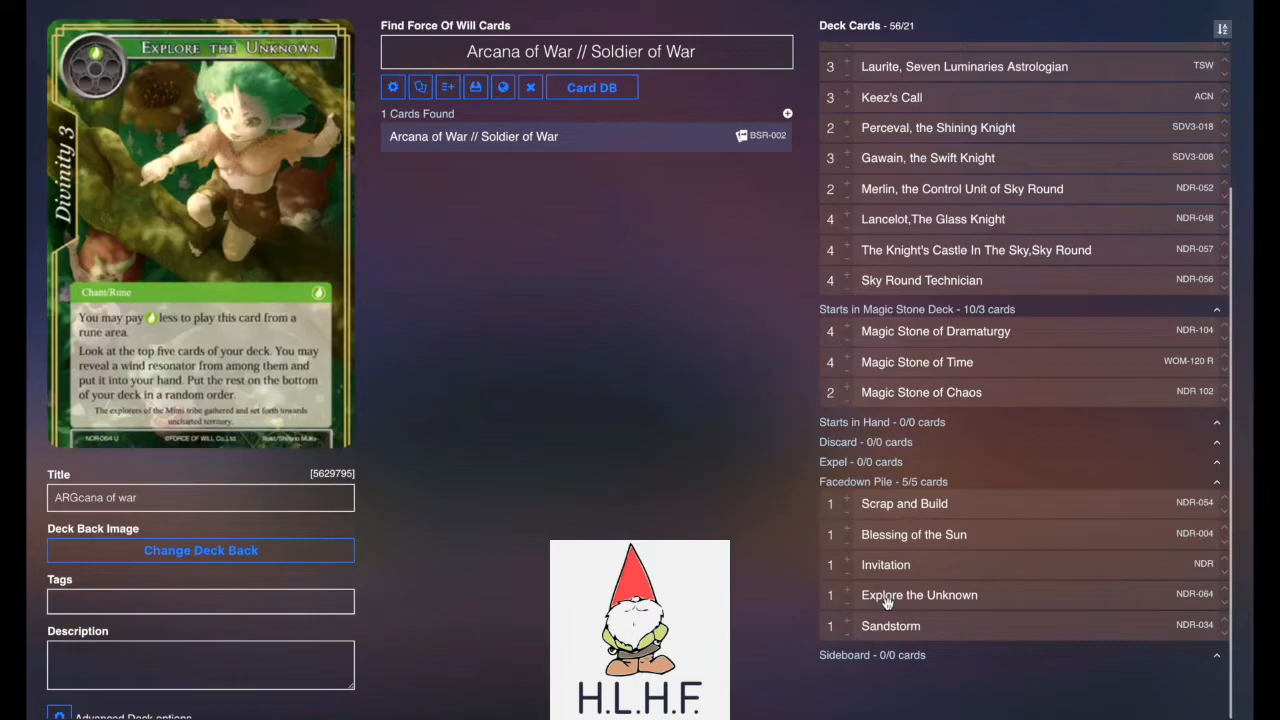 EXPLORE THE UNKNOWN
Divinity 3
Chant/Rune
You may pay less to play this card from a
rune area.
Look at the top five cards of your deck. You may
reveal a wind resonator from among them and
put it into your hand. Put the rest on the bottom
of your deck in a random order.
The explorers of the Mimi tribe gathered and set forth towards
uncharted territory.
NDR-064 U ©FORCE OF WILL Co.,Ltd.
Title [5629795]
ARGcana of war
Deck Back Image
Change Deck Back
Tags
Description
Advanced Deck options
Find Force Of Will Cards
Arcana of War // Soldier of War
Card DB
1 Cards Found
Arcana of War // Soldier of War BSR-002
H.L.H.F.
Deck Cards - 56/21
3 Laurite, Seven Luminaries Astrologian TSW
3 Keez's Call ACN
2 Perceval, the Shining Knight SDV3-018
3 Gawain, the Swift Knight SDV3-008
2 Merlin, the Control Unit of Sky Round NDR-052
4 Lancelot,The Glass Knight NDR-048
4 The Knight's Castle In The Sky,Sky Round NDR-057
4 Sky Round Technician NDR-056
Starts in Magic Stone Deck - 10/3 cards
4 Magic Stone of Dramaturgy NDR-104
4 Magic Stone of Time WOM-120 R
2 Magic Stone of Chaos NDR 102
Starts in Hand - 0/0 cards
Discard - 0/0 cards
Expel - 0/0 cards
Facedown Pile - 5/5 cards
1 Scrap and Build NDR-054
1 Blessing of the Sun NDR-004
1 Invitation NDR
1 Explore the Unknown NDR-064
1 Sandstorm NDR-034
Sideboard - 0/0 cards